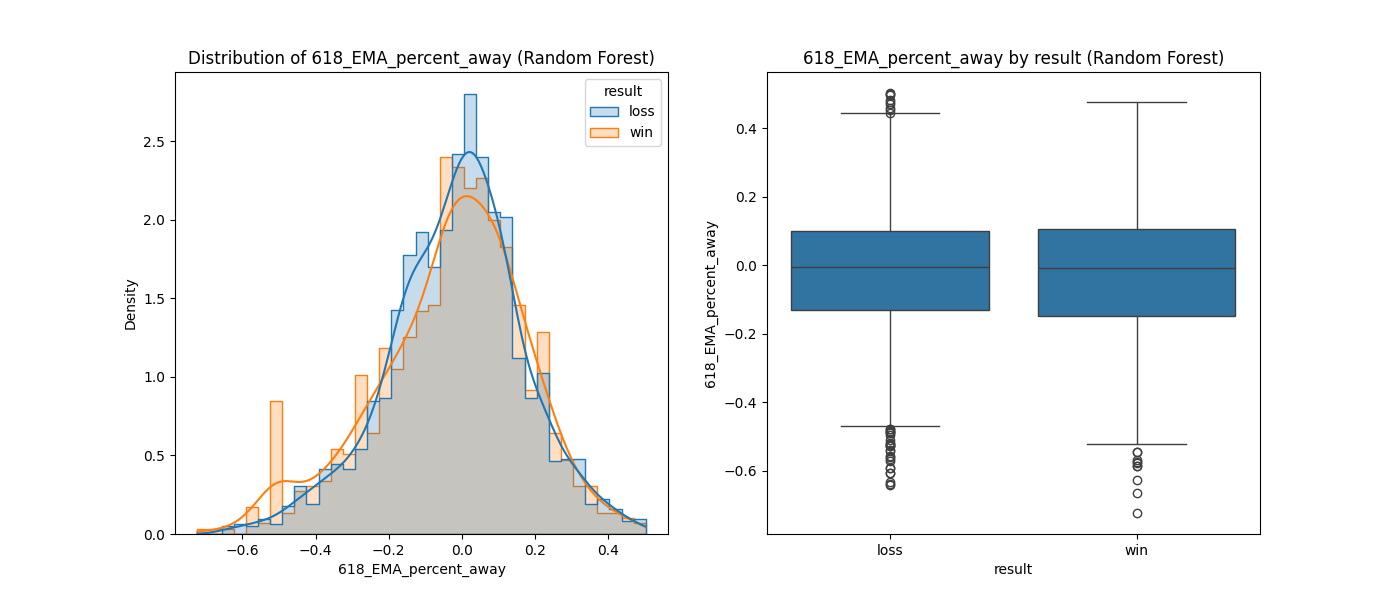 Distribution of 618_EMA_percent_away (Random Forest)
result
loss
win
2.5
2.0
1.5
1.0
0.5
0.0
Density
−0.6
−0.4
−0.2
0.0
0.2
0.4
618_EMA_percent_away
618_EMA_percent_away by result (Random Forest)
0.4
0.2
0.0
−0.2
−0.4
−0.6
618_EMA_percent_away
loss
win
result